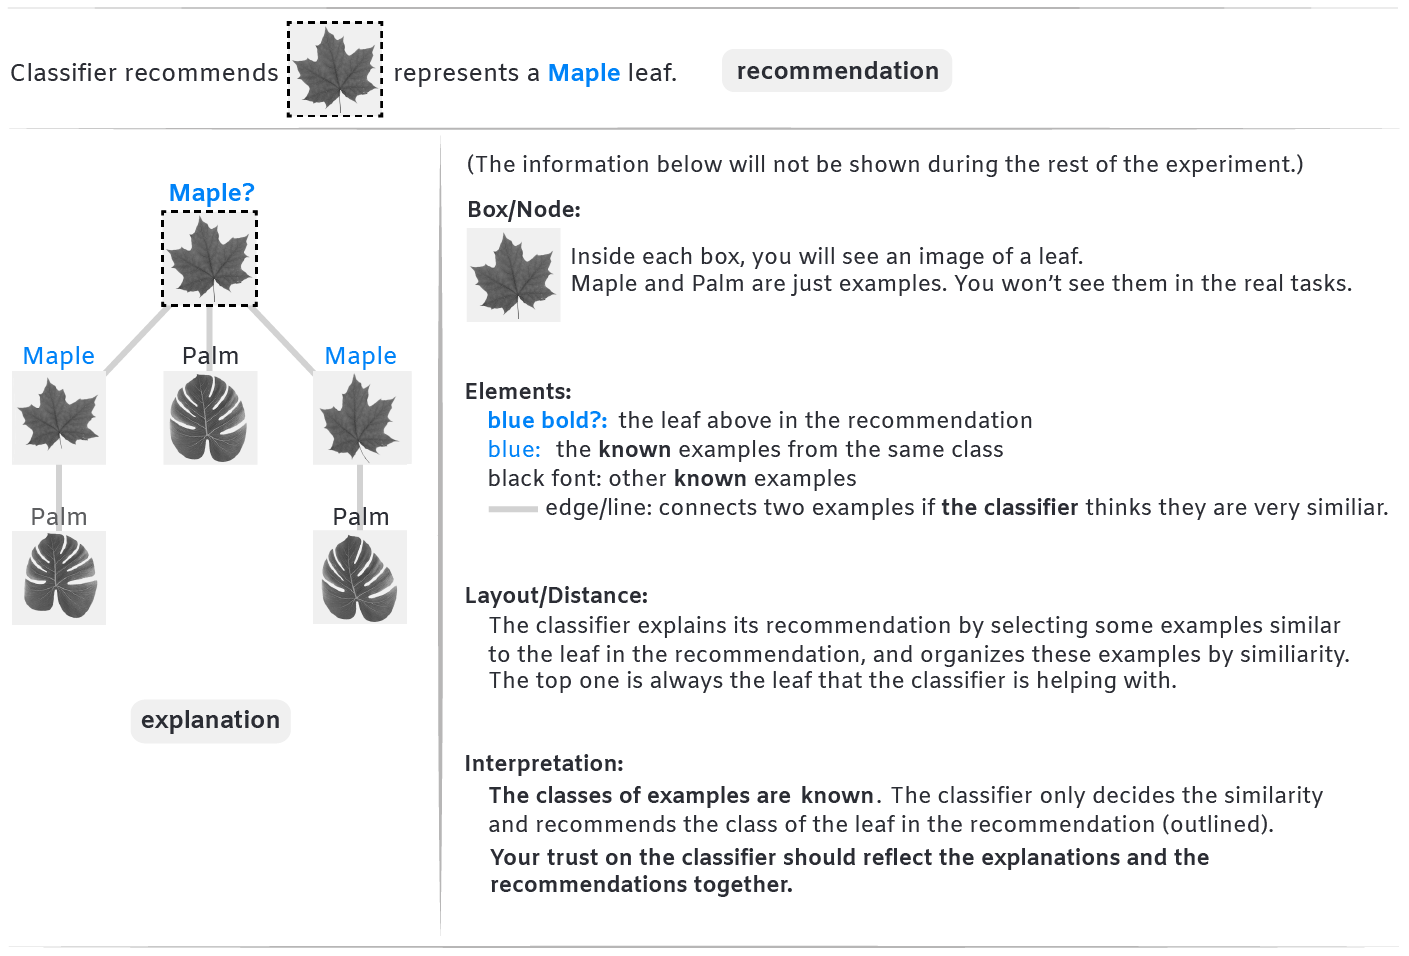 Classifier recommends represents a Maple leaf. recommendation
Maple?
Maple Palm Maple
Palm Palm
explanation
(The information below will not be shown during the rest of the experiment.)
Box/Node:
Inside each box, you will see an image of a leaf.
Maple and Palm are just examples. You won’t see them in the real tasks.
Elements:
blue bold?: the leaf above in the recommendation
blue: the known examples from the same class
black font: other known examples
edge/line: connects two examples if the classifier thinks they are very similiar.
Layout/Distance:
The classifier explains its recommendation by selecting some examples similar
to the leaf in the recommendation, and organizes these examples by similiarity.
The top one is always the leaf that the classifier is helping with.
Interpretation:
The classes of examples are known. The classifier only decides the similarity
and recommends the class of the leaf in the recommendation (outlined).
Your trust on the classifier should reflect the explanations and the
recommendations together.